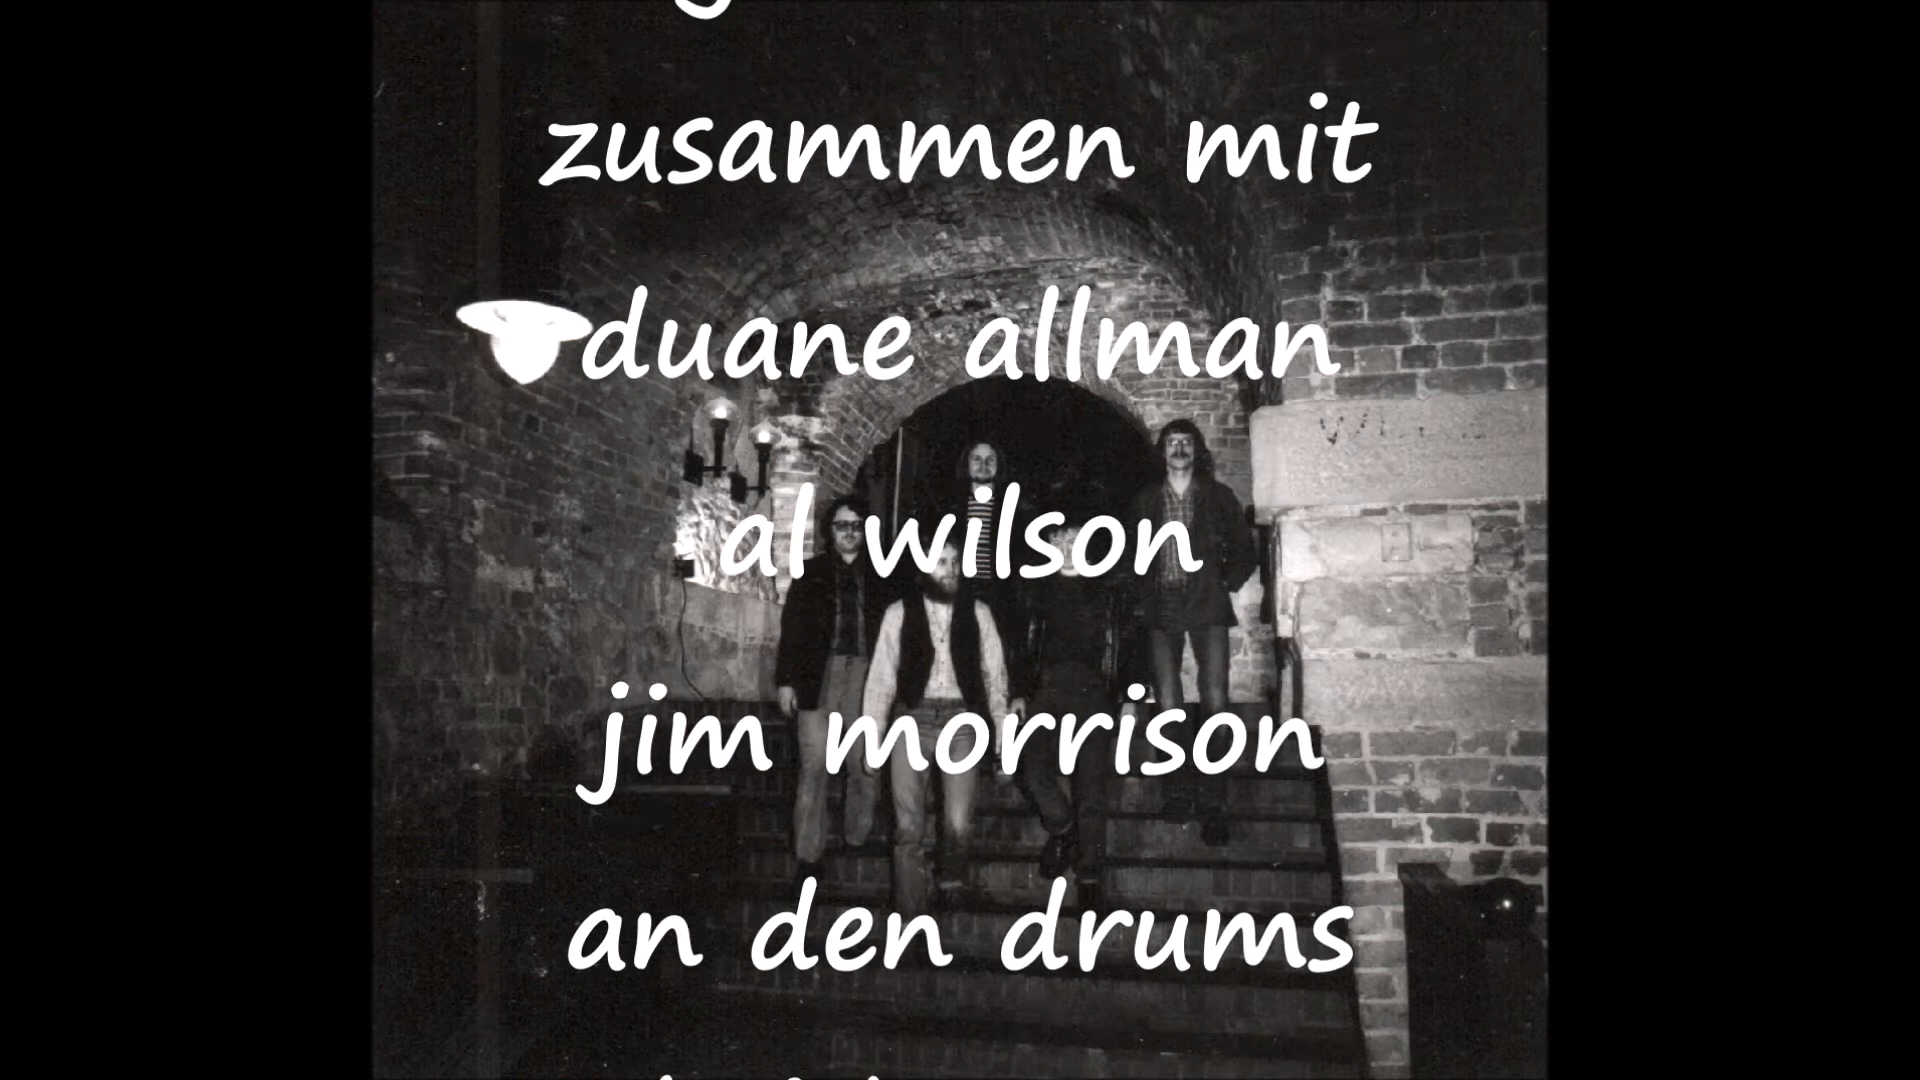 zusammen mit
duane allman
al wilson
jim morrison
an den drums